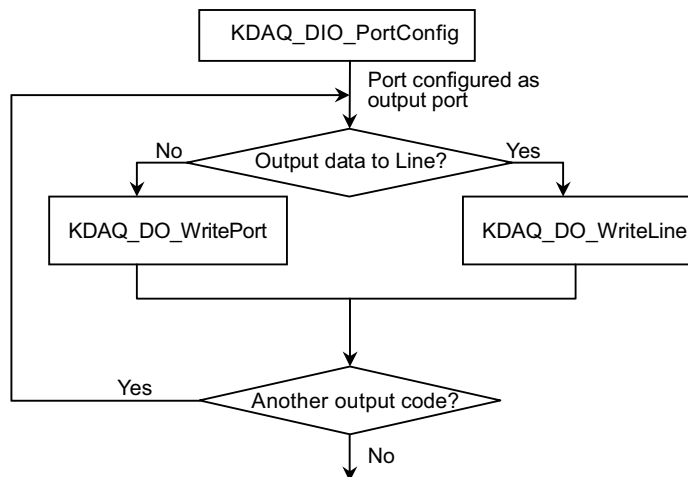 KDAQ_DIO_PortConfig
Port configured as
output port
No
Output data to Line?
Yes
KDAQ_DO_WritePort
KDAQ_DO_WriteLine
Yes
Another output code?
No